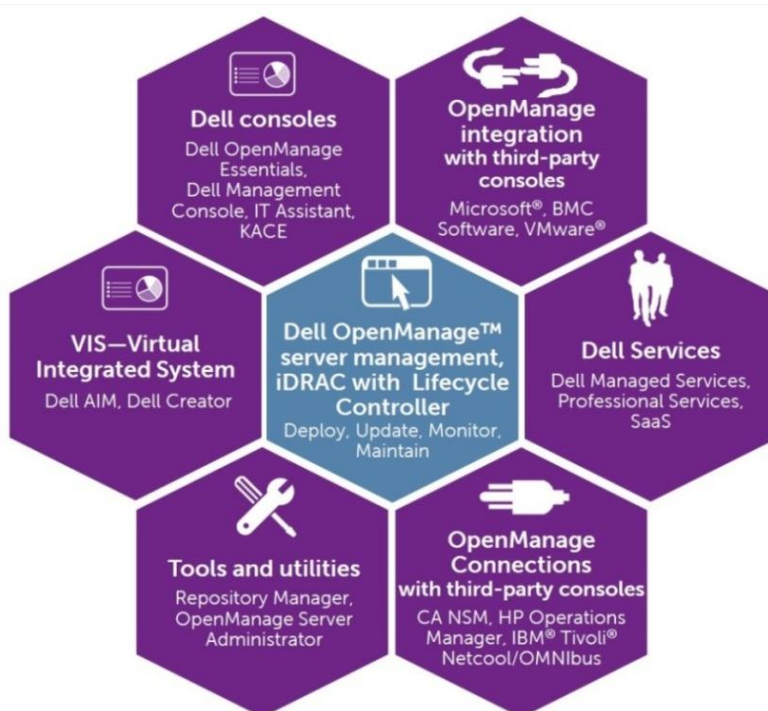 Dell consoles
Dell OpenManage
Essentials,
Dell Management
Console, IT Assistant,
KACE
OpenManage
integration
with third-party
consoles
Microsoft®, BMC
Software, VMware®
VIS—Virtual
Integrated System
Dell AIM, Dell Creator
Dell OpenManage™
server management,
iDRAC with Lifecycle
Controller
Deploy, Update, Monitor,
Maintain
Dell Services
Dell Managed Services,
Professional Services,
SaaS
Tools and utilities
Repository Manager,
OpenManage Server
Administrator
OpenManage
Connections
with third-party consoles
CA NSM, HP Operations
Manager, IBM® Tivoli®
Netcool/OMNIbus